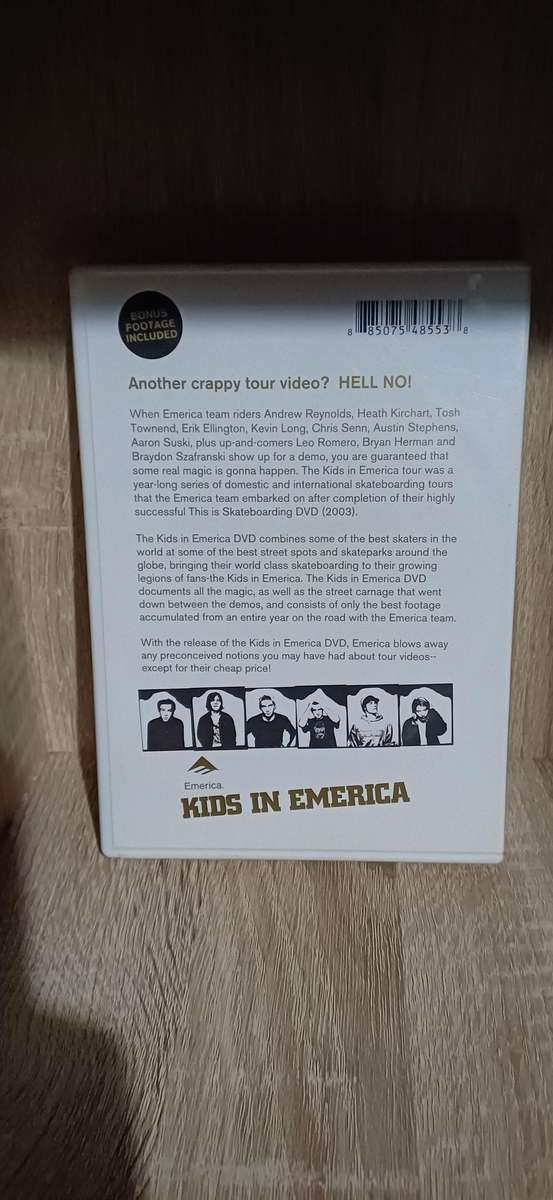 BONUS
FOOTAGE
INCLUDED
8 85075 48553 8
Another crappy tour video? HELL NO!
When Emerica team riders Andrew Reynolds, Heath Kirchart, Tosh
Townend, Erik Ellington, Kevin Long, Chris Senn, Austin Stephens,
Aaron Suski, plus up-and-comers Leo Romero, Bryan Herman and
Braydon Szafranski show up for a demo, you are guaranteed that
some real magic is gonna happen. The Kids in Emerica tour was a
year-long series of domestic and international skateboarding tours
that the Emerica team embarked on after completion of their highly
successful This is Skateboarding DVD (2003).
The Kids in Emerica DVD combines some of the best skaters in the
world at some of the best street spots and skateparks around the
globe, bringing their world class skateboarding to their growing
legions of fans-the Kids in Emerica. The Kids in Emerica DVD
documents all the magic, as well as the street carnage that went
down between the demos, and consists of only the best footage
accumulated from an entire year on the road with the Emerica team.
With the release of the Kids in Emerica DVD, Emerica blows away
any preconceived notions you may have had about tour videos--
except for their cheap price!
Emerica.
KIDS IN EMERICA